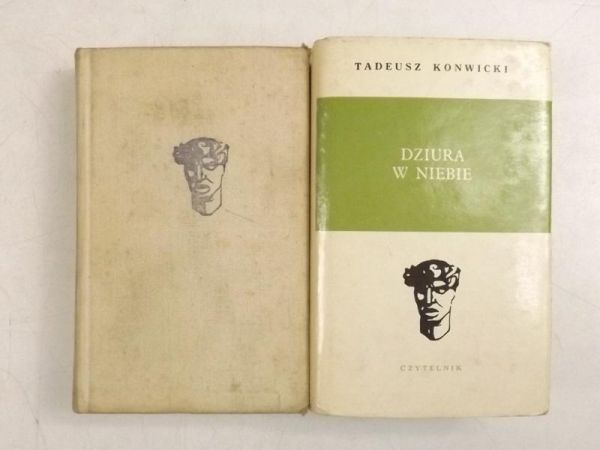 TADEUSZ KONWICKI
DZIURA
W NIEBIE
CZYTELNIK